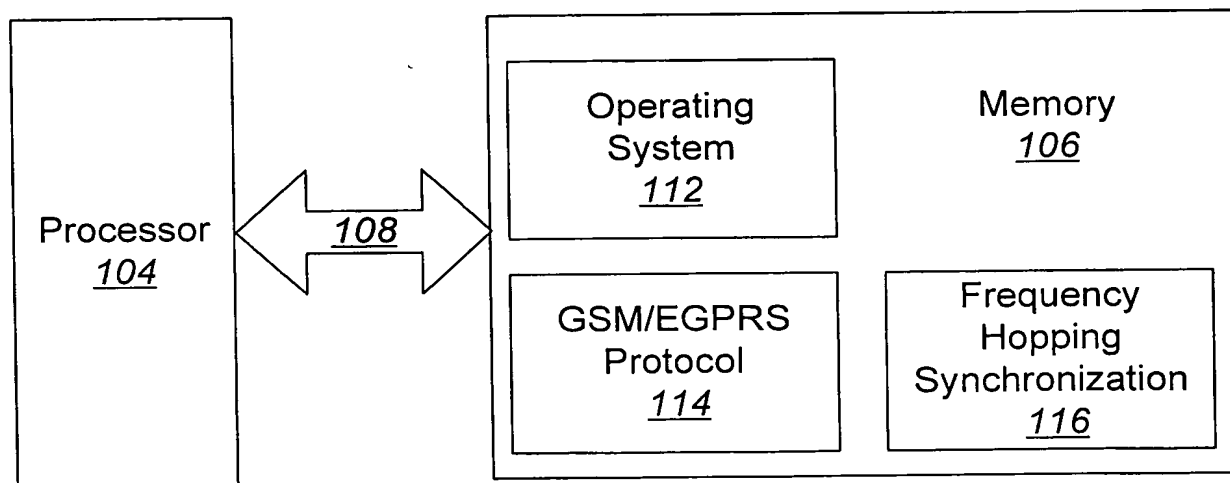 Processor
104
108
Operating
System
112
Memory
106
GSM/EGPRS
Protocol
114
Frequency
Hopping
Synchronization
116